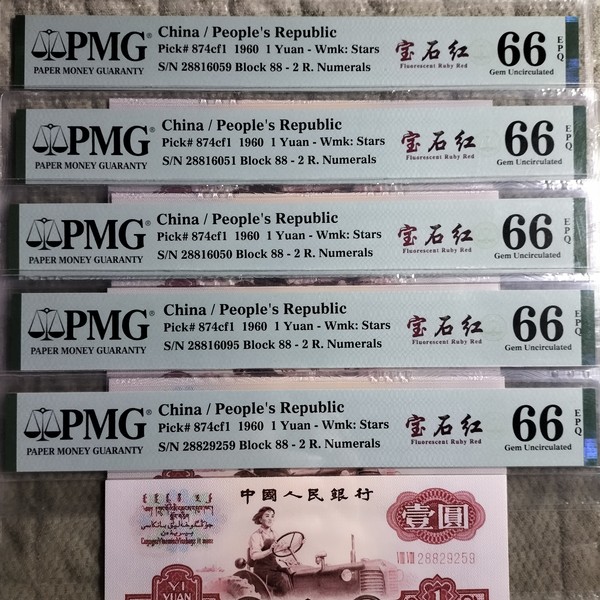 PMG®
PAPER MONEY GUARANTY
China / People's Republic
Pick# 874cf1 1960 1 Yuan - Wmk: Stars
S/N 28816059 Block 88 - 2 R. Numerals
宝石红
Fluorescent Ruby Red
66 EPQ
Gem Uncirculated
PMG®
PAPER MONEY GUARANTY
China / People's Republic
Pick# 874cf1 1960 1 Yuan - Wmk: Stars
S/N 28816051 Block 88 - 2 R. Numerals
宝石红
Fluorescent Ruby Red
66 EPQ
Gem Uncirculated
PMG®
PAPER MONEY GUARANTY
China / People's Republic
Pick# 874cf1 1960 1 Yuan - Wmk: Stars
S/N 28816050 Block 88 - 2 R. Numerals
宝石红
Fluorescent Ruby Red
66 EPQ
Gem Uncirculated
PMG®
PAPER MONEY GUARANTY
China / People's Republic
Pick# 874cf1 1960 1 Yuan - Wmk: Stars
S/N 28816095 Block 88 - 2 R. Numerals
宝石红
Fluorescent Ruby Red
66 EPQ
Gem Uncirculated
PMG®
PAPER MONEY GUARANTY
China / People's Republic
Pick# 874cf1 1960 1 Yuan - Wmk: Stars
S/N 28829259 Block 88 - 2 R. Numerals
宝石红
Fluorescent Ruby Red
66 EPQ
Gem Uncirculated
中國人民銀行
壹圓
VIII VIII 28829259
YI
YUAN
1